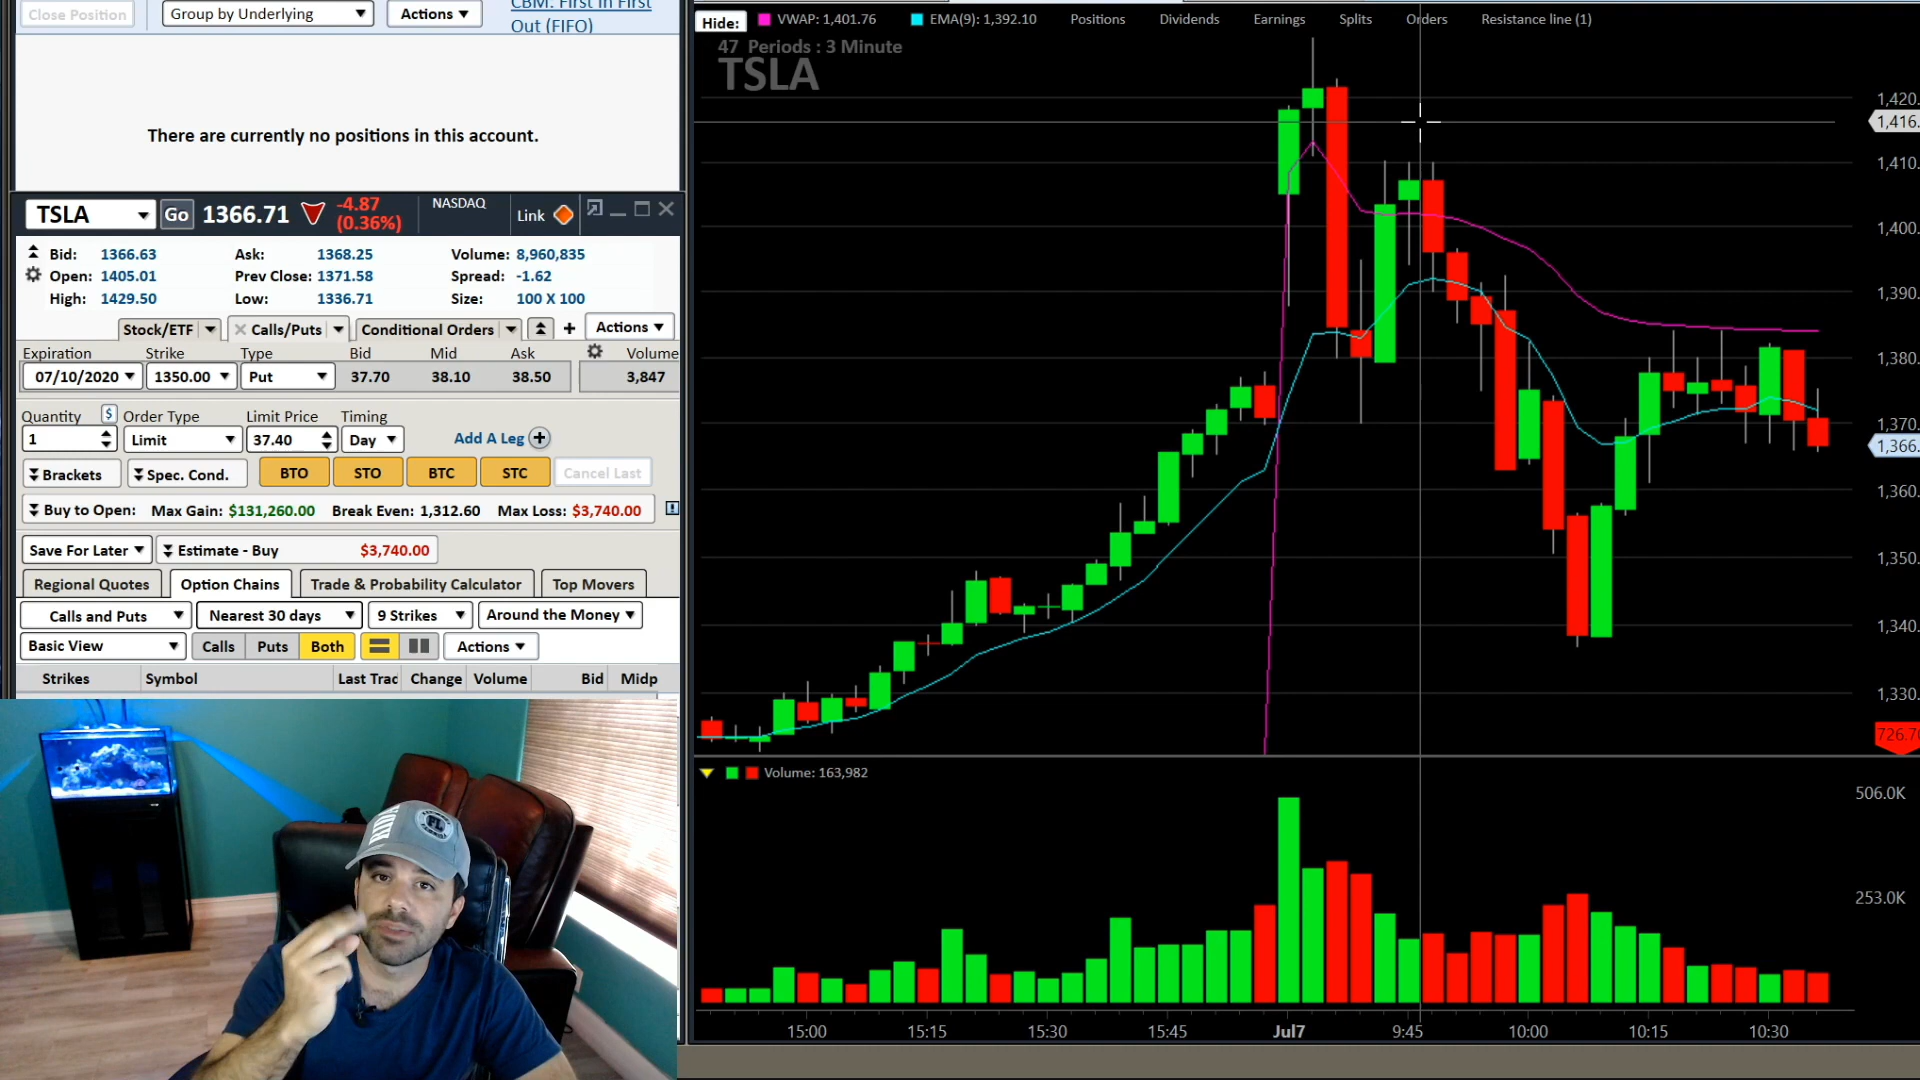 Close Position
Group by Underlying
Actions
CBM: First In First
Out (FIFO)
There are currently no positions in this account.
TSLA
Go
1366.71
-4.87
(0.36%)
NASDAQ
Link
Bid: 1366.63 Ask: 1368.25 Volume: 8,960,835
Open: 1405.01 Prev Close: 1371.58 Spread: -1.62
High: 1429.50 Low: 1336.71 Size: 100 X 100
Stock/ETF Calls/Puts Conditional Orders Actions
Expiration Strike Type Bid Mid Ask Volume
07/10/2020 1350.00 Put 37.70 38.10 38.50 3,847
Quantity $ Order Type Limit Price Timing
1 Limit 37.40 Day Add A Leg
Brackets Spec. Cond. BTO STO BTC STC Cancel Last
Buy to Open: Max Gain: $131,260.00 Break Even: 1,312.60 Max Loss: $3,740.00
Save For Later Estimate - Buy $3,740.00
Regional Quotes Option Chains Trade & Probability Calculator Top Movers
Calls and Puts Nearest 30 days 9 Strikes Around the Money
Basic View Calls Puts Both Actions
Strikes Symbol Last Trac Change Volume Bid Midp
Hide: VWAP: 1,401.76 EMA(9): 1,392.10 Positions Dividends Earnings Splits Orders Resistance line (1)
47 Periods : 3 Minute
TSLA
1,420.
1,416.
1,410.
1,400.
1,390.
1,380.
1,370.
1,366.
1,360.
1,350.
1,340.
1,330.
726.70
Volume: 163,982
506.0K
253.0K
15:00 15:15 15:30 15:45 Jul7 9:45 10:00 10:15 10:30
FL